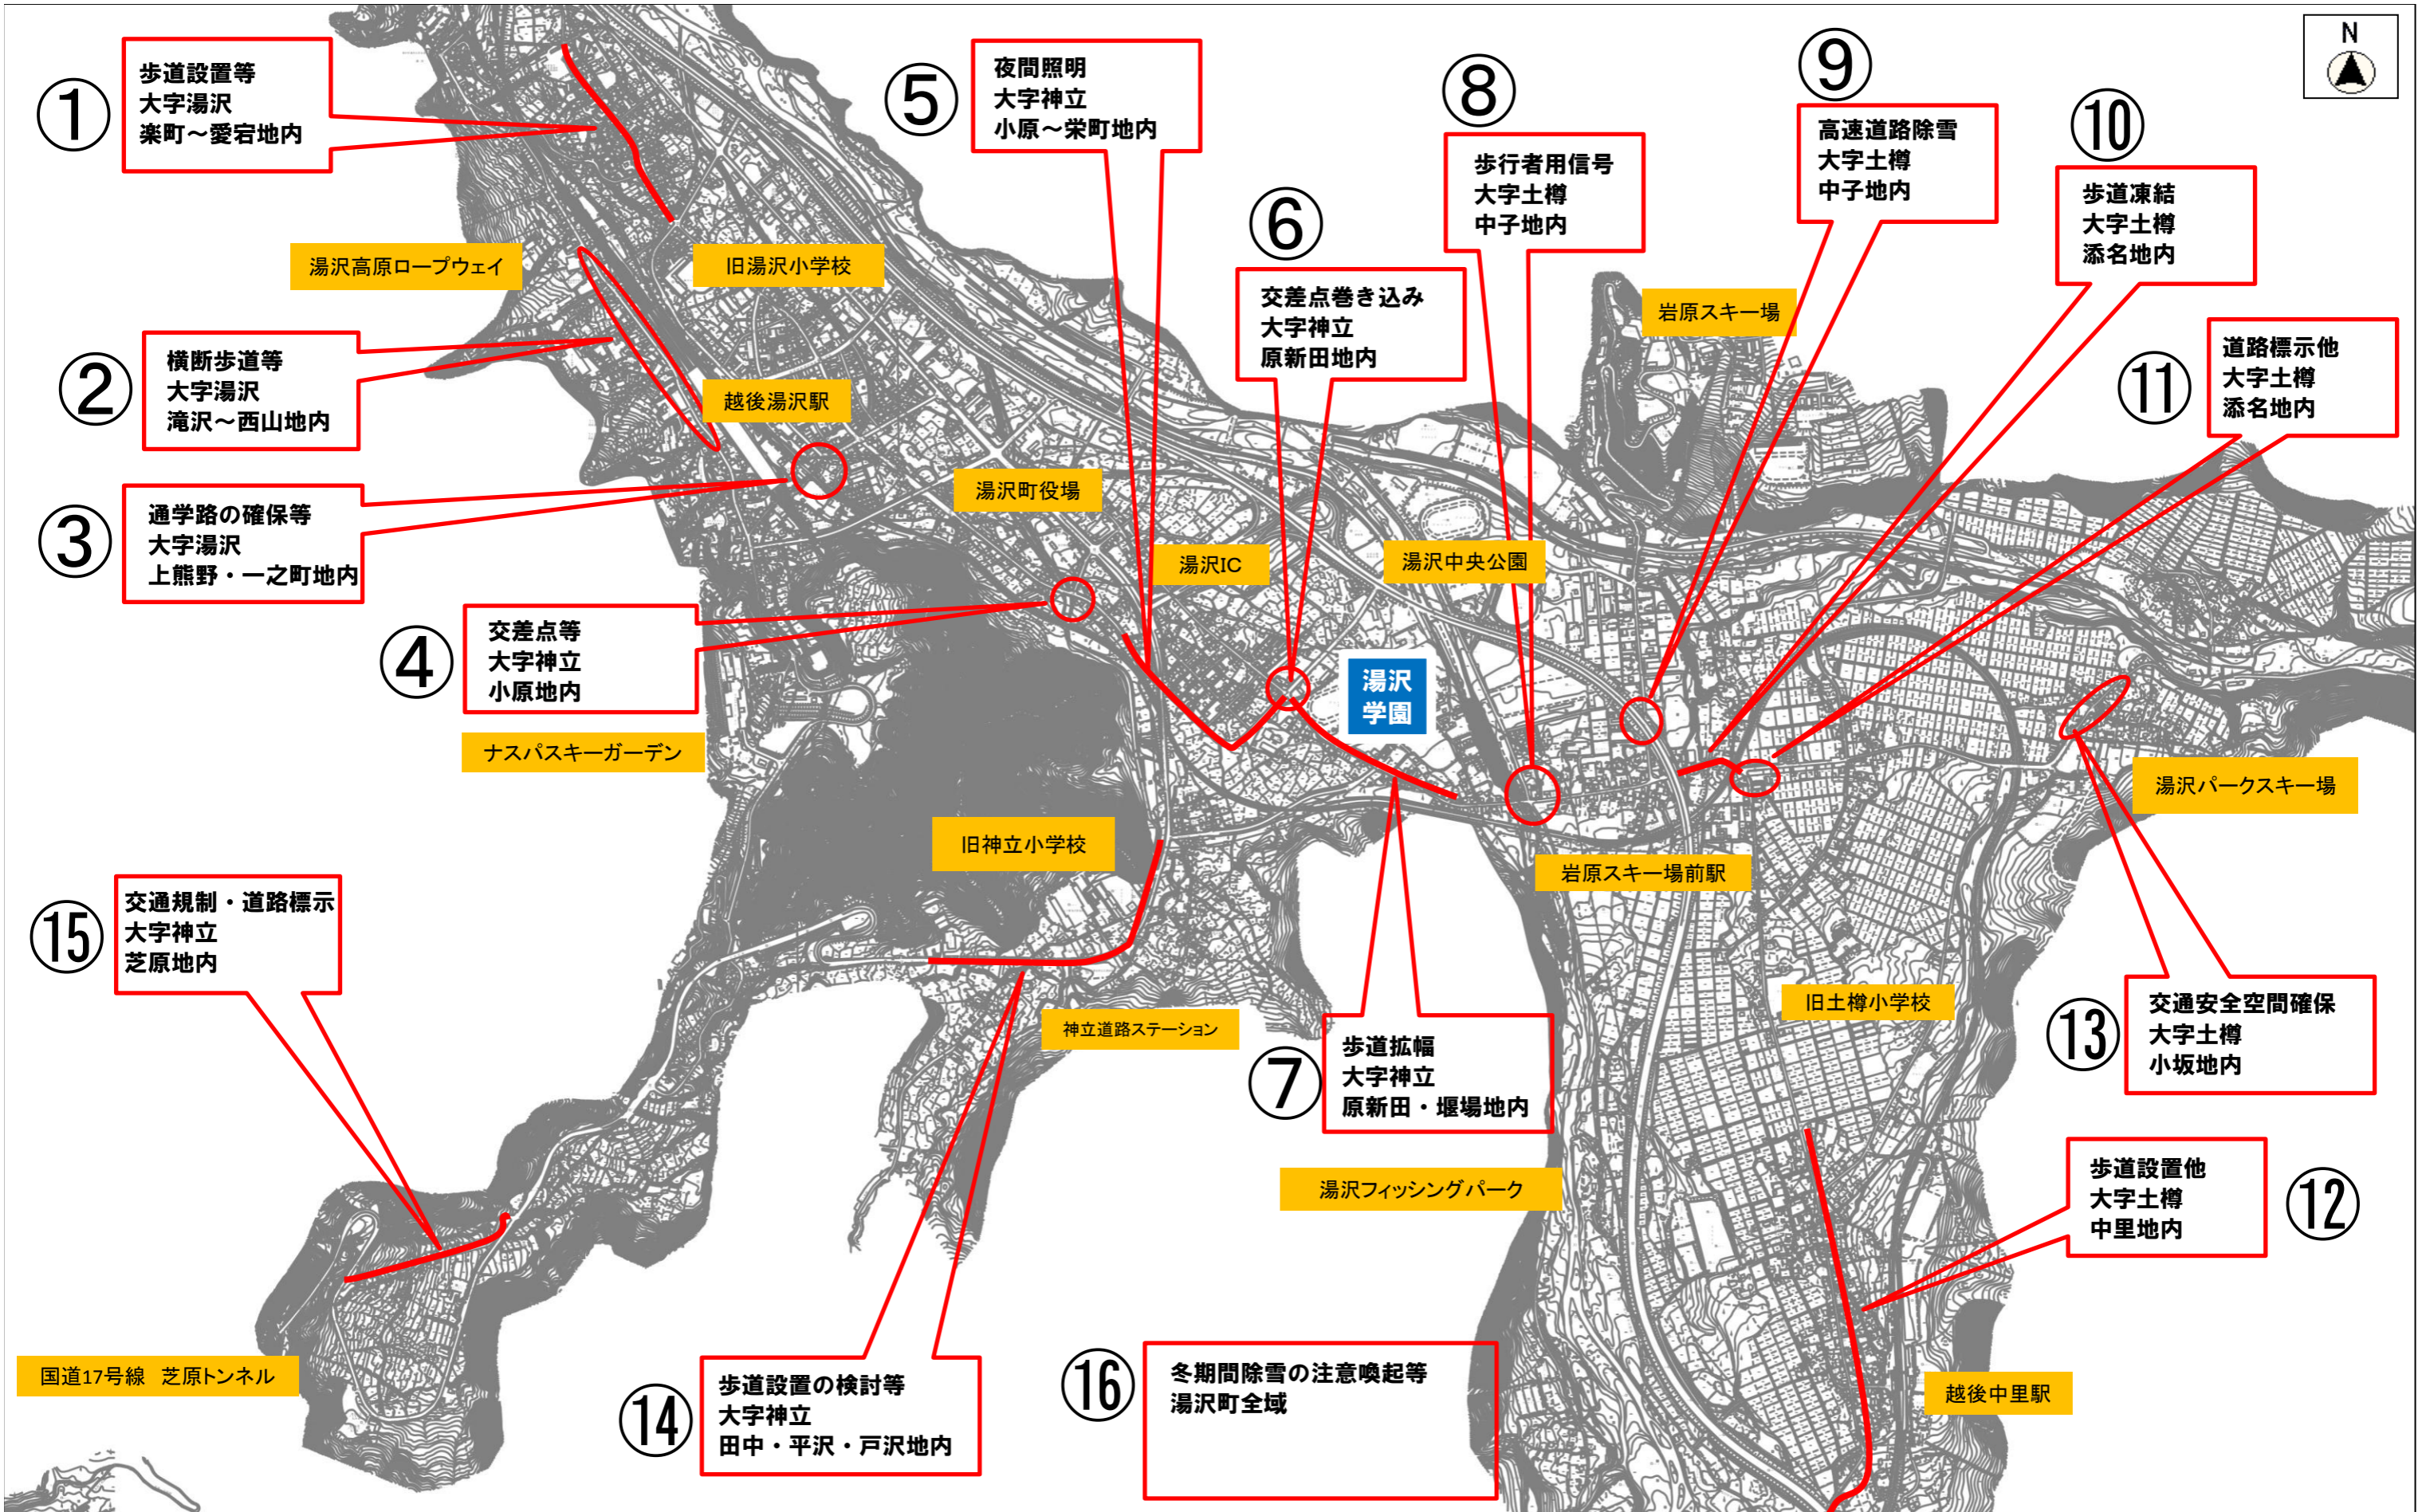 N
①
歩道設置等
大字湯沢
楽町～愛宕地内
⑤
夜間照明
大字神立
小原～栄町地内
⑧
歩行者用信号
大字土樽
中子地内
⑨
高速道路除雪
大字土樽
中子地内
⑩
歩道凍結
大字土樽
添名地内
⑥
交差点巻き込み
大字神立
原新田地内
湯沢高原ロープウェイ
旧湯沢小学校
岩原スキー場
②
横断歩道等
大字湯沢
滝沢～西山地内
⑪
道路標示他
大字土樽
添名地内
越後湯沢駅
湯沢町役場
③
通学路の確保等
大字湯沢
上熊野・一之町地内
湯沢IC
湯沢中央公園
④
交差点等
大字神立
小原地内
湯沢
学園
ナスパスキーガーデン
湯沢パークスキー場
旧神立小学校
岩原スキー場前駅
⑮
交通規制・道路標示
大字神立
芝原地内
神立道路ステーション
旧土樽小学校
⑦
歩道拡幅
大字神立
原新田・堰場地内
⑬
交通安全空間確保
大字土樽
小坂地内
湯沢フィッシングパーク
⑫
歩道設置他
大字土樽
中里地内
国道17号線 芝原トンネル
⑭
歩道設置の検討等
大字神立
田中・平沢・戸沢地内
⑯
冬期間除雪の注意喚起等
湯沢町全域
越後中里駅